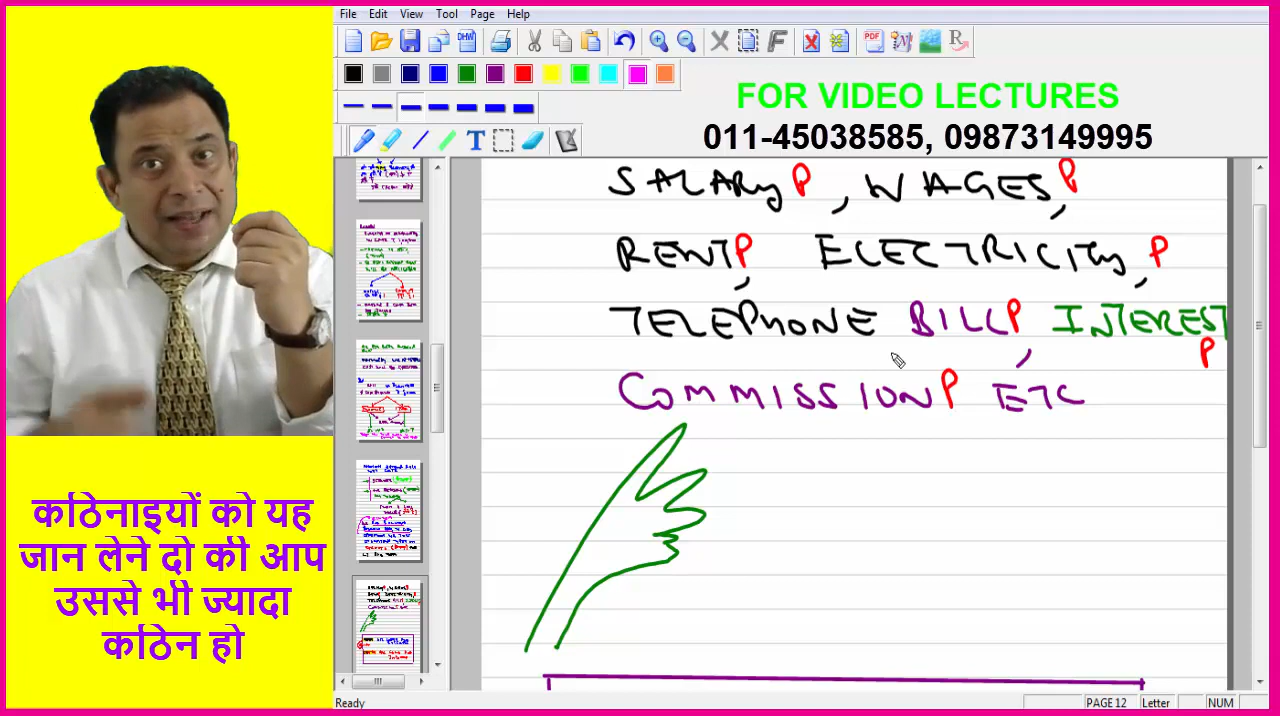 File Edit View Tool Page Help
FOR VIDEO LECTURES
011-45038585, 09873149995
SALARY P, WAGES P,
RENT P, ELECTRICITY P,
TELEPHONE BILL P, INTEREST P
COMMISSION P ETC
कठिनाइयों को यह
जान लेने दो की आप
उससे भी ज्यादा
कठिन हो
Ready PAGE 12 Letter NUM